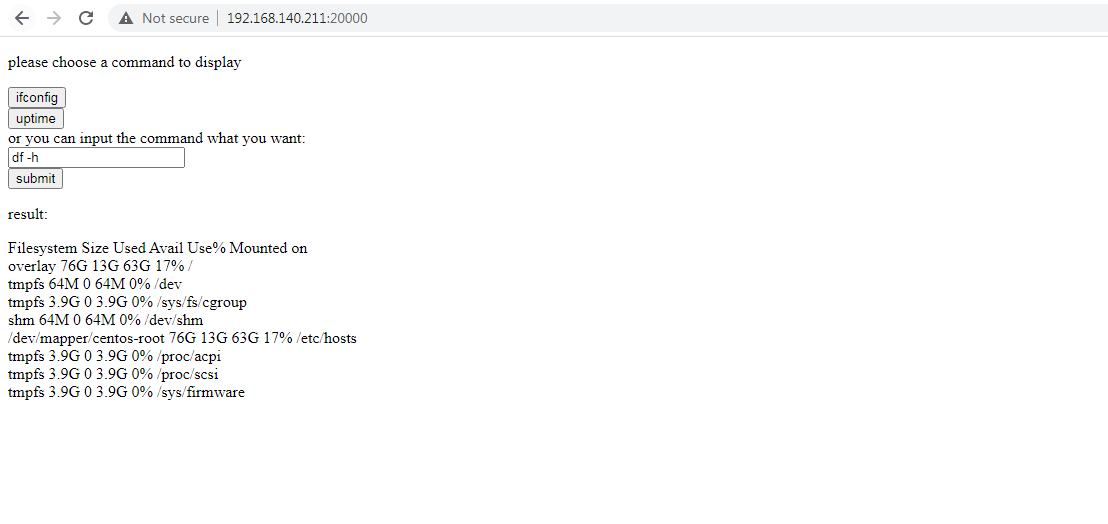 Not secure | 192.168.140.211:20000
please choose a command to display
ifconfig
uptime
or you can input the command what you want:
df -h
submit
result:
Filesystem Size Used Avail Use% Mounted on
overlay 76G 13G 63G 17% /
tmpfs 64M 0 64M 0% /dev
tmpfs 3.9G 0 3.9G 0% /sys/fs/cgroup
shm 64M 0 64M 0% /dev/shm
/dev/mapper/centos-root 76G 13G 63G 17% /etc/hosts
tmpfs 3.9G 0 3.9G 0% /proc/acpi
tmpfs 3.9G 0 3.9G 0% /proc/scsi
tmpfs 3.9G 0 3.9G 0% /sys/firmware